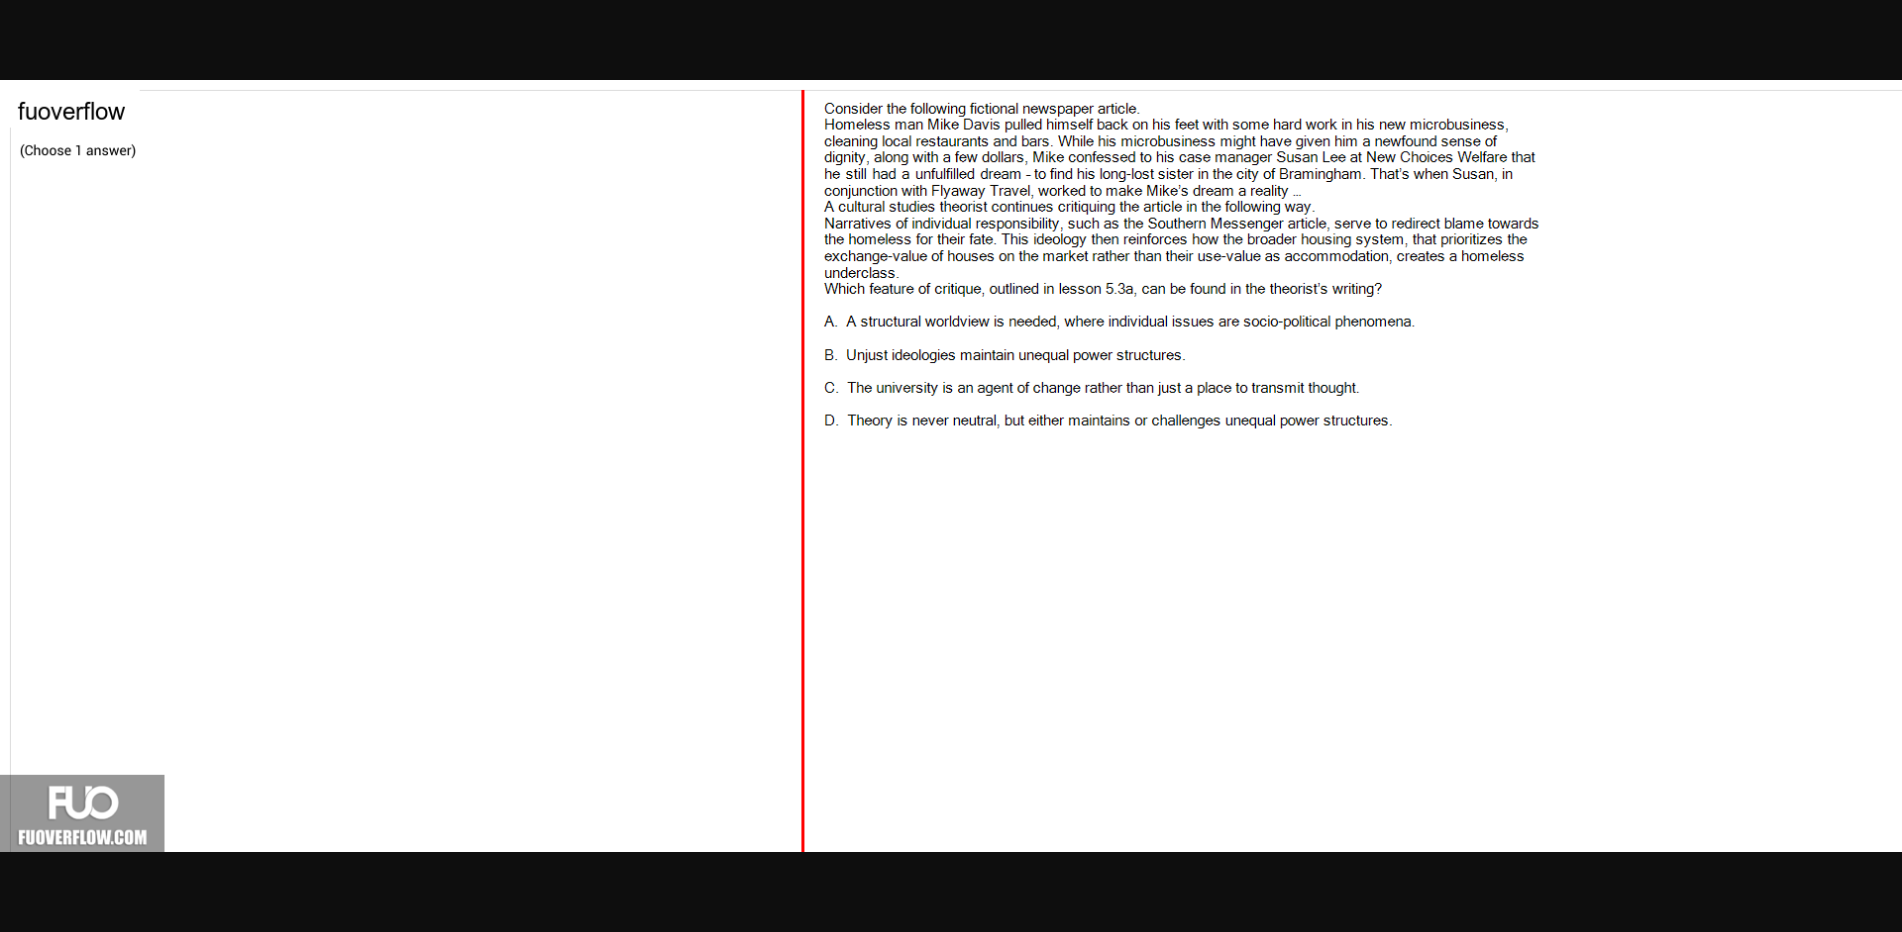 fuoverflow
(Choose 1 answer)
Consider the following fictional newspaper article.
Homeless man Mike Davis pulled himself back on his feet with some hard work in his new microbusiness,
cleaning local restaurants and bars. While his microbusiness might have given him a newfound sense of
dignity, along with a few dollars, Mike confessed to his case manager Susan Lee at New Choices Welfare that
he still had a unfulfilled dream - to find his long-lost sister in the city of Bramingham. That's when Susan, in
conjunction with Flyaway Travel, worked to make Mike's dream a reality ...
A cultural studies theorist continues critiquing the article in the following way.
Narratives of individual responsibility, such as the Southern Messenger article, serve to redirect blame towards
the homeless for their fate. This ideology then reinforces how the broader housing system, that prioritizes the
exchange-value of houses on the market rather than their use-value as accommodation, creates a homeless
underclass.
Which feature of critique, outlined in lesson 5.3a, can be found in the theorist's writing?
A. A structural worldview is needed, where individual issues are socio-political phenomena.
B. Unjust ideologies maintain unequal power structures.
C. The university is an agent of change rather than just a place to transmit thought.
D. Theory is never neutral, but either maintains or challenges unequal power structures.
FUO
FUOVERFLOW.COM